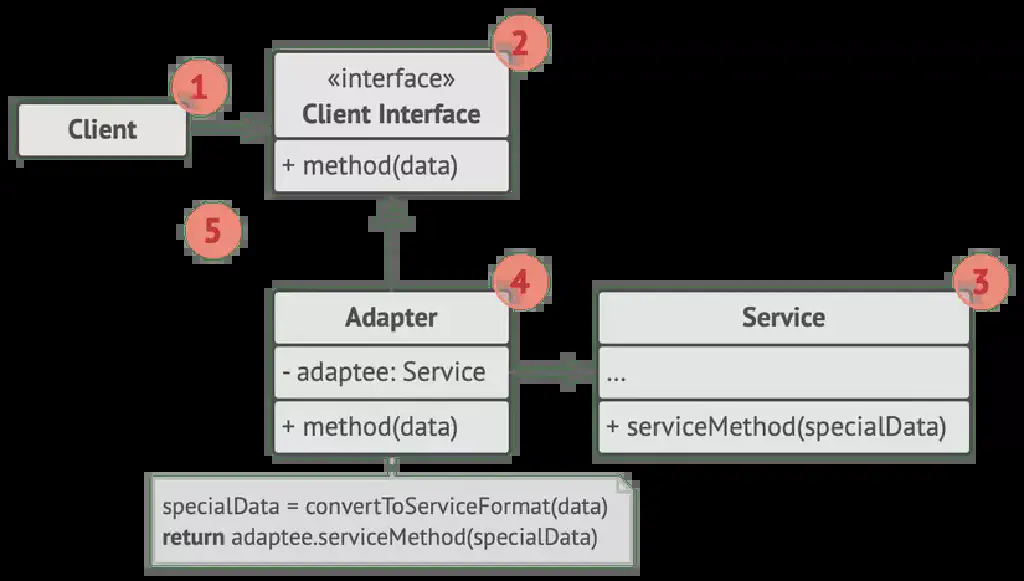 1
Client
2
«interface»
Client Interface
+ method(data)
5
4
Adapter
- adaptee: Service
+ method(data)
3
Service
...
+ serviceMethod(specialData)
specialData = convertToServiceFormat(data)
return adaptee.serviceMethod(specialData)